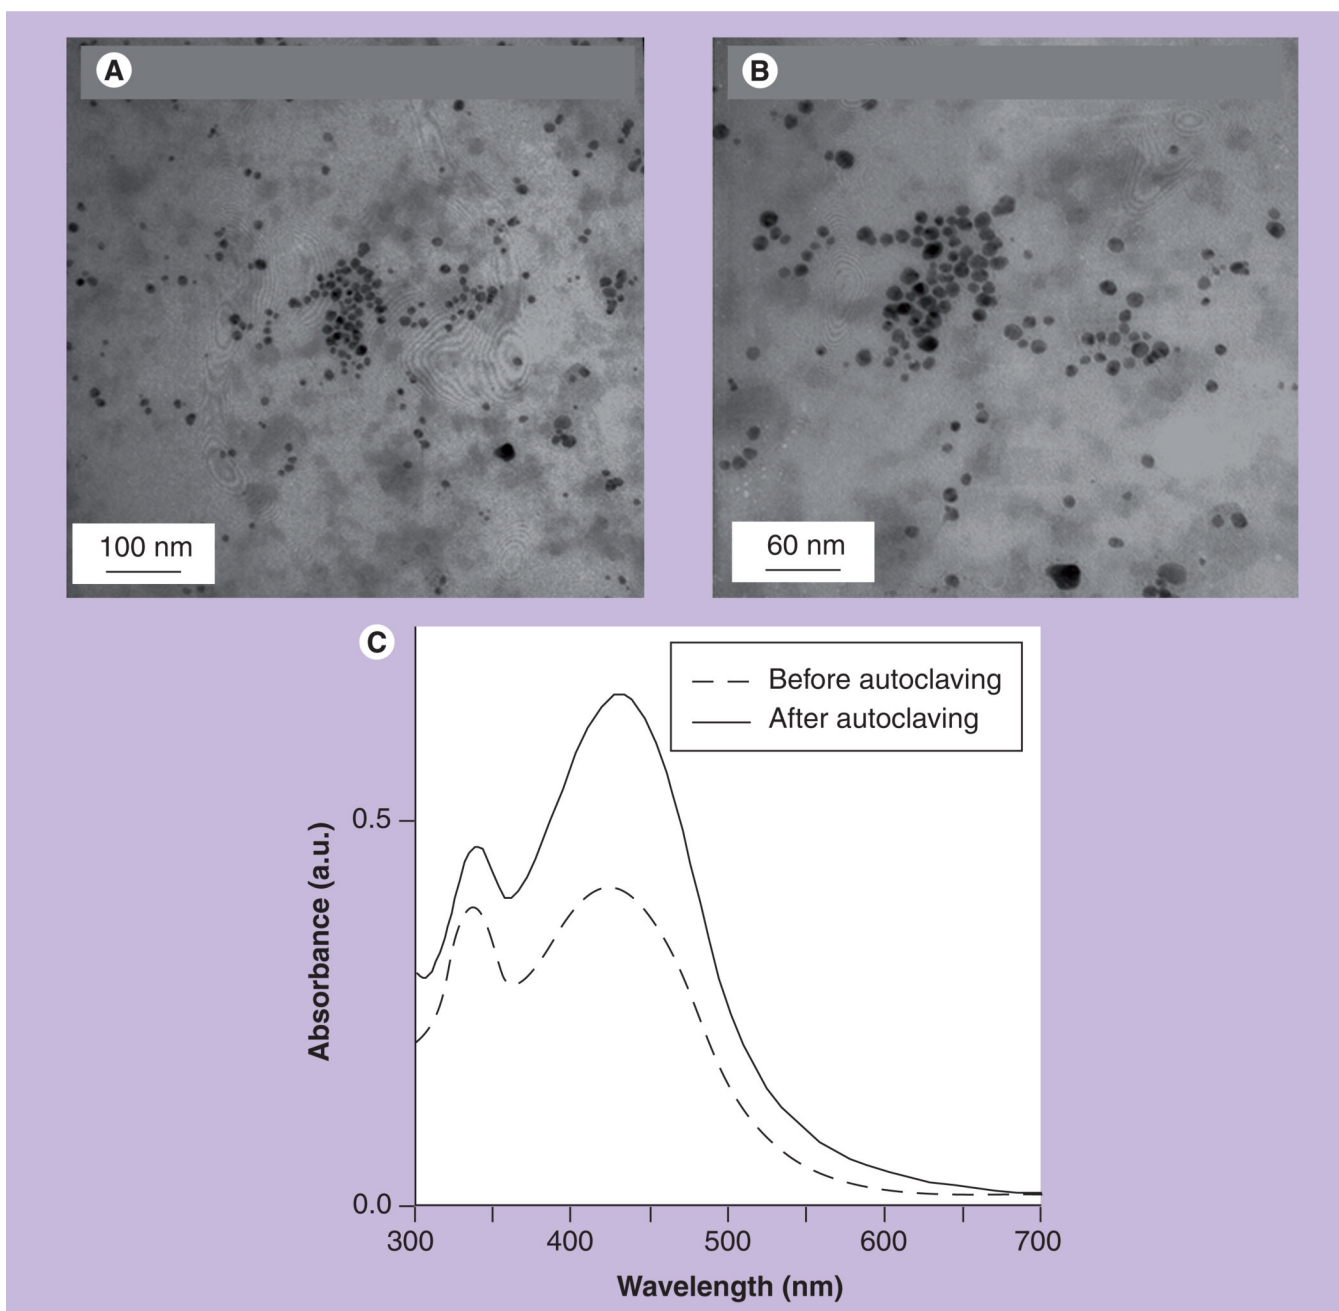 A
B
100 nm
60 nm
C
Before autoclaving
After autoclaving
0.5
0.0
Absorbance (a.u.)
300 400 500 600 700
Wavelength (nm)